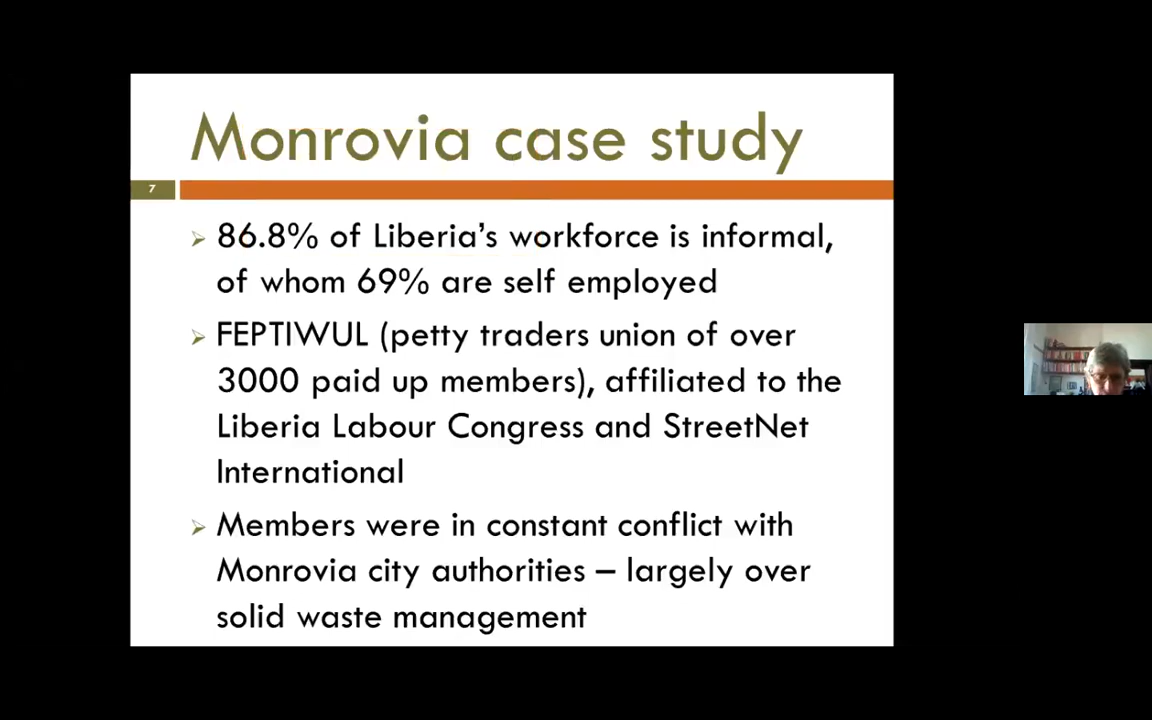 Monrovia case study
7
➢ 86.8% of Liberia's workforce is informal,
of whom 69% are self employed
➢ FEPTIWUL (petty traders union of over
3000 paid up members), affiliated to the
Liberia Labour Congress and StreetNet
International
➢ Members were in constant conflict with
Monrovia city authorities – largely over
solid waste management